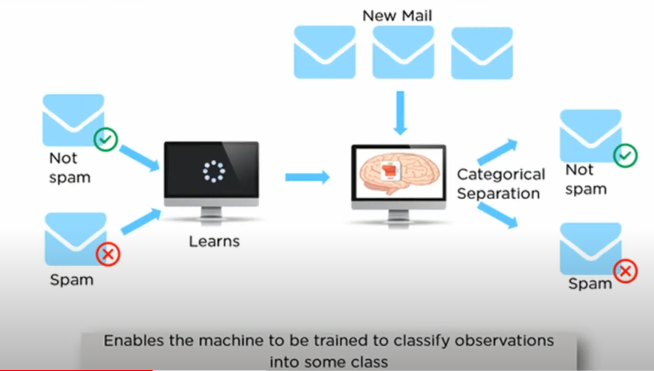 New Mail
Not
spam
Spam
Learns
Categorical
Separation
Not
spam
Spam
Enables the machine to be trained to classify observations
into some class